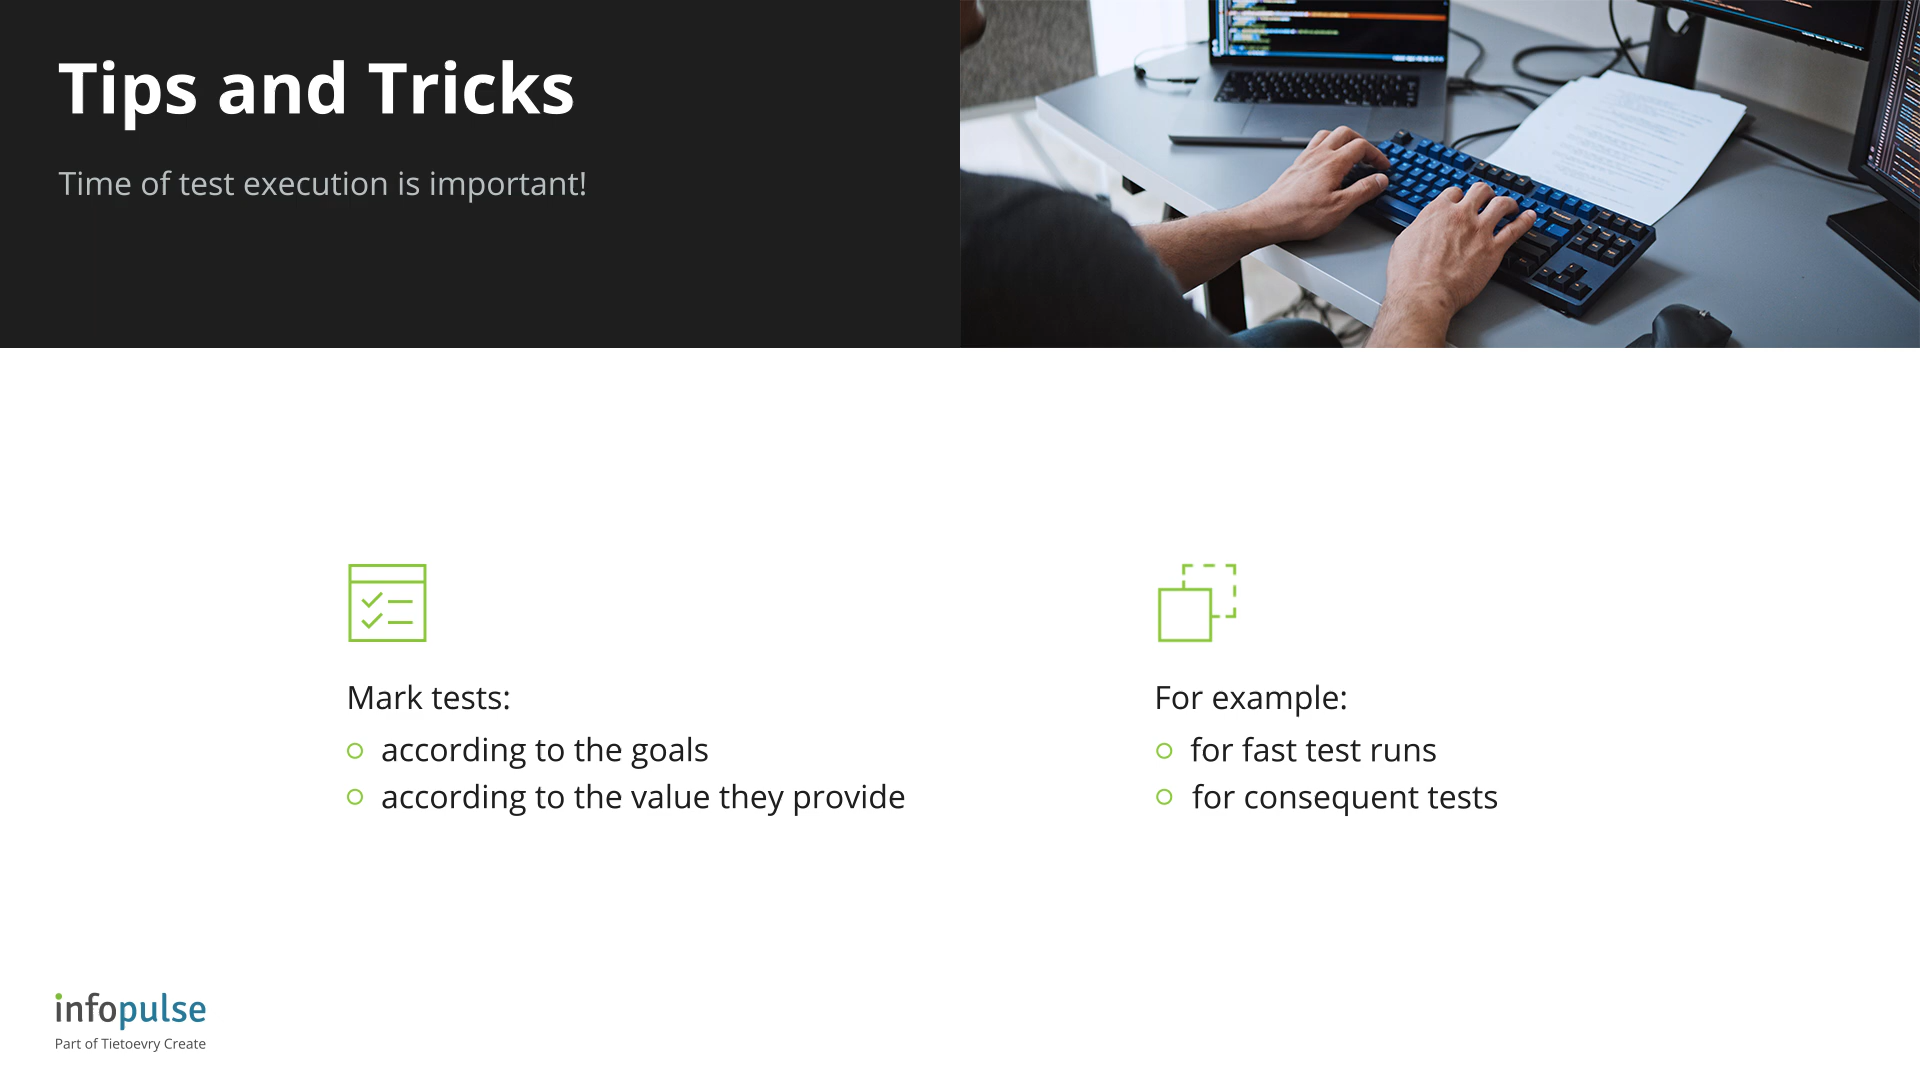 Tips and Tricks
Time of test execution is important!
Mark tests:
according to the goals
according to the value they provide
For example:
for fast test runs
for consequent tests
infopulse
Part of Tietoevry Create